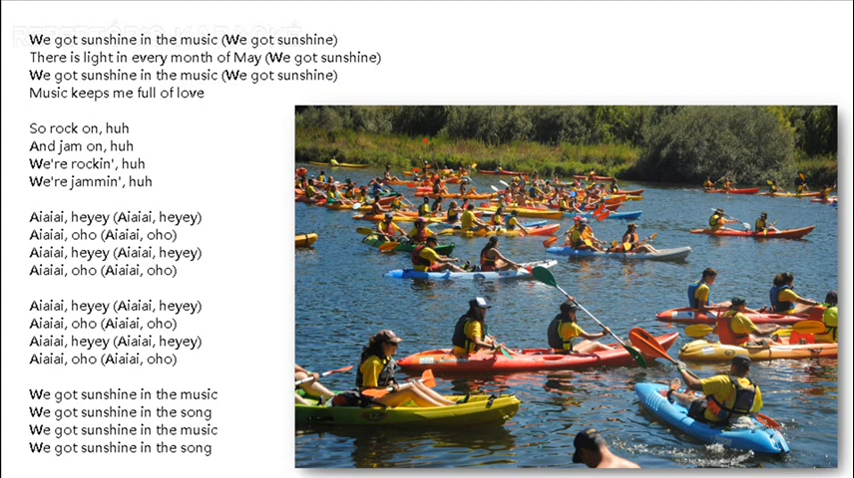 We got sunshine in the music (We got sunshine)
There is light in every month of May (We got sunshine)
We got sunshine in the music (We got sunshine)
Music keeps me full of love
So rock on, huh
And jam on, huh
We're rockin', huh
We're jammin', huh
Aiaiai, heyey (Aiaiai, heyey)
Aiaiai, oho (Aiaiai, oho)
Aiaiai, heyey (Aiaiai, heyey)
Aiaiai, oho (Aiaiai, oho)
Aiaiai, heyey (Aiaiai, heyey)
Aiaiai, oho (Aiaiai, oho)
Aiaiai, heyey (Aiaiai, heyey)
Aiaiai, oho (Aiaiai, oho)
We got sunshine in the music
We got sunshine in the song
We got sunshine in the music
We got sunshine in the song